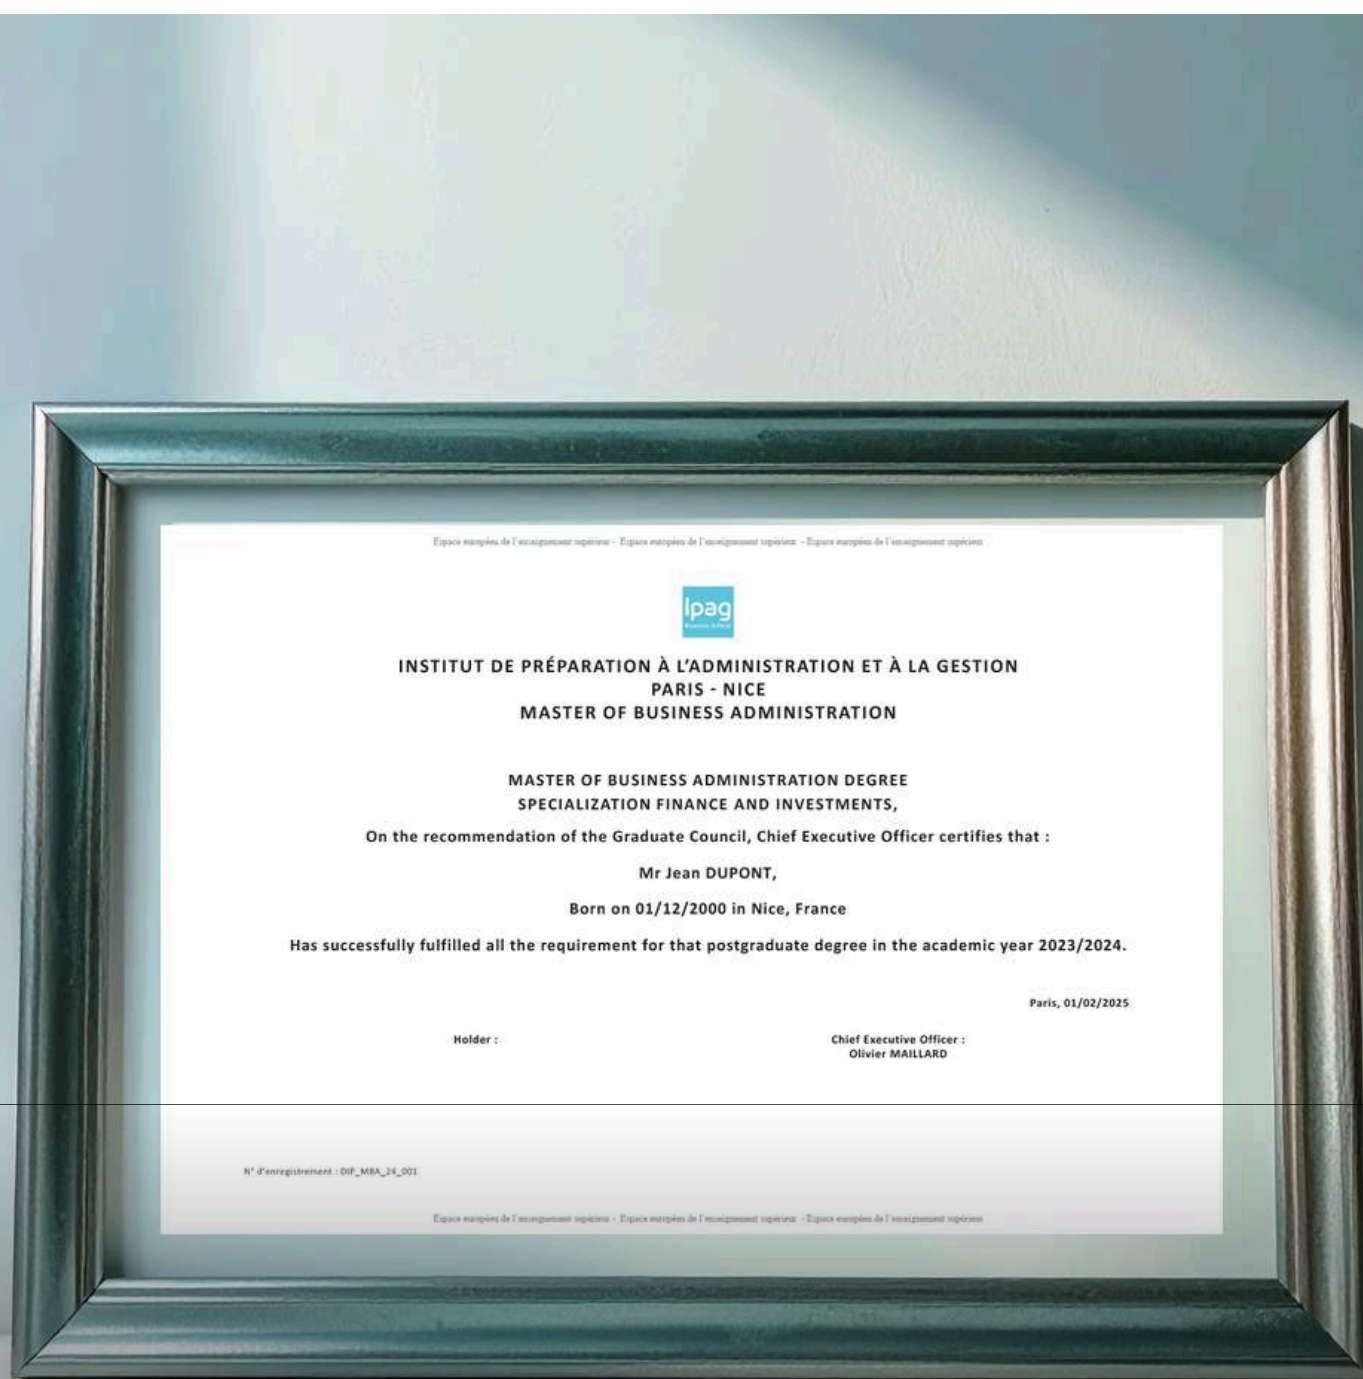 Espace européen de l'enseignement supérieur - Espace européen de l'enseignement supérieur - Espace européen de l'enseignement supérieur
Ipag
Business School
INSTITUT DE PRÉPARATION À L'ADMINISTRATION ET À LA GESTION
PARIS - NICE
MASTER OF BUSINESS ADMINISTRATION
MASTER OF BUSINESS ADMINISTRATION DEGREE
SPECIALIZATION FINANCE AND INVESTMENTS,
On the recommendation of the Graduate Council, Chief Executive Officer certifies that :
Mr Jean DUPONT,
Born on 01/12/2000 in Nice, France
Has successfully fulfilled all the requirement for that postgraduate degree in the academic year 2023/2024.
Paris, 01/02/2025
Holder :
Chief Executive Officer :
Olivier MAILLARD
N° d'enregistrement : DIP_MBA_24_001
Espace européen de l'enseignement supérieur - Espace européen de l'enseignement supérieur - Espace européen de l'enseignement supérieur